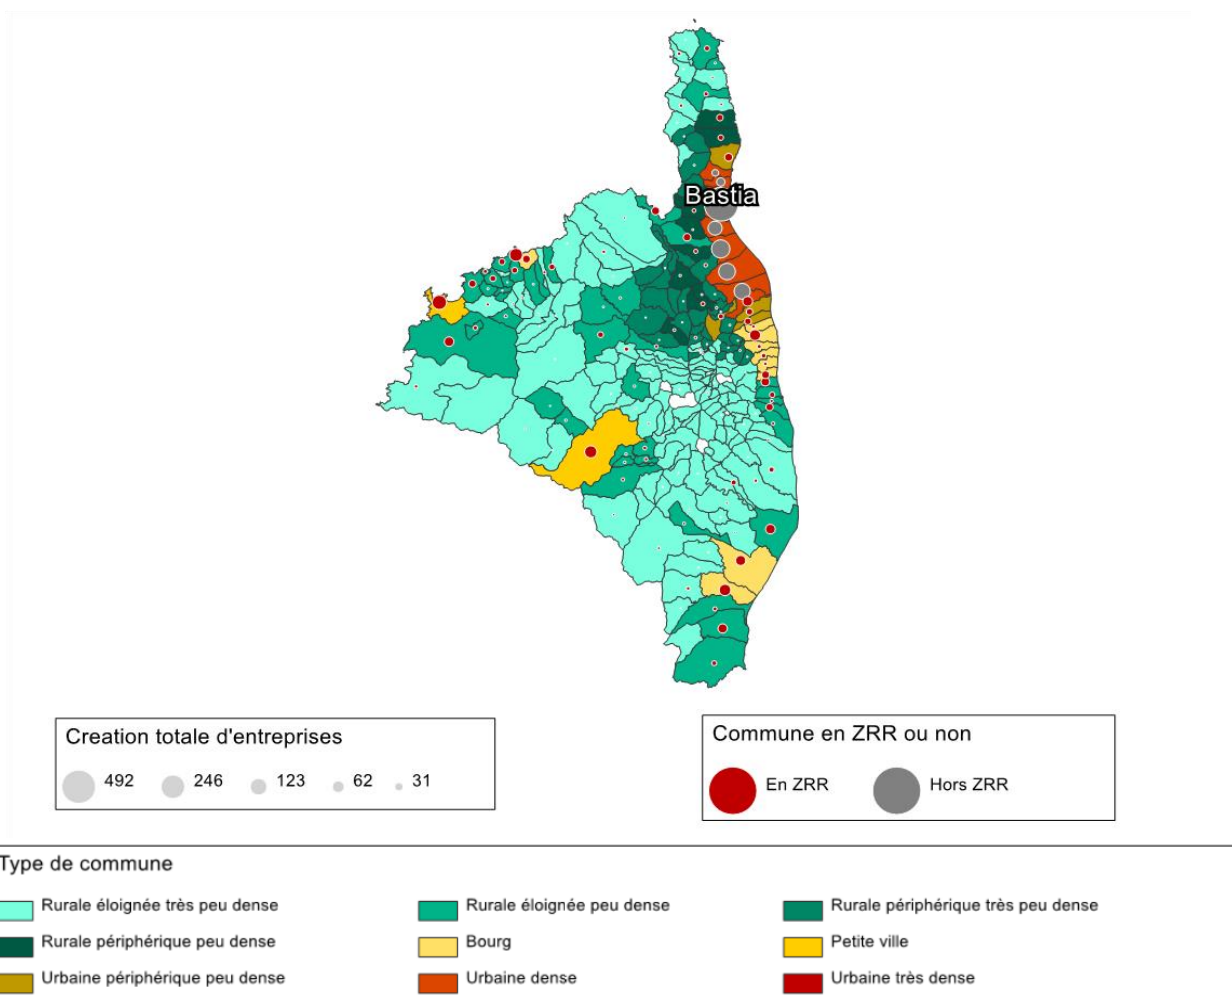 Bastia
Creation totale d'entreprises
492 246 123 62 31
Commune en ZRR ou non
En ZRR Hors ZRR
Type de commune
Rurale éloignée très peu dense Rurale éloignée peu dense Rurale périphérique très peu dense
Rurale périphérique peu dense Bourg Petite ville
Urbaine périphérique peu dense Urbaine dense Urbaine très dense